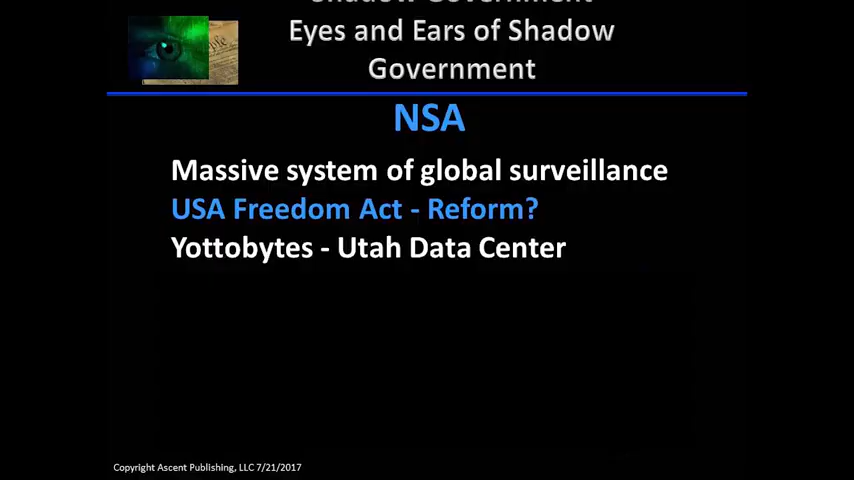 Shadow Government
Eyes and Ears of Shadow
Government
NSA
Massive system of global surveillance
USA Freedom Act - Reform?
Yottobytes - Utah Data Center
Copyright Ascent Publishing, LLC 7/21/2017